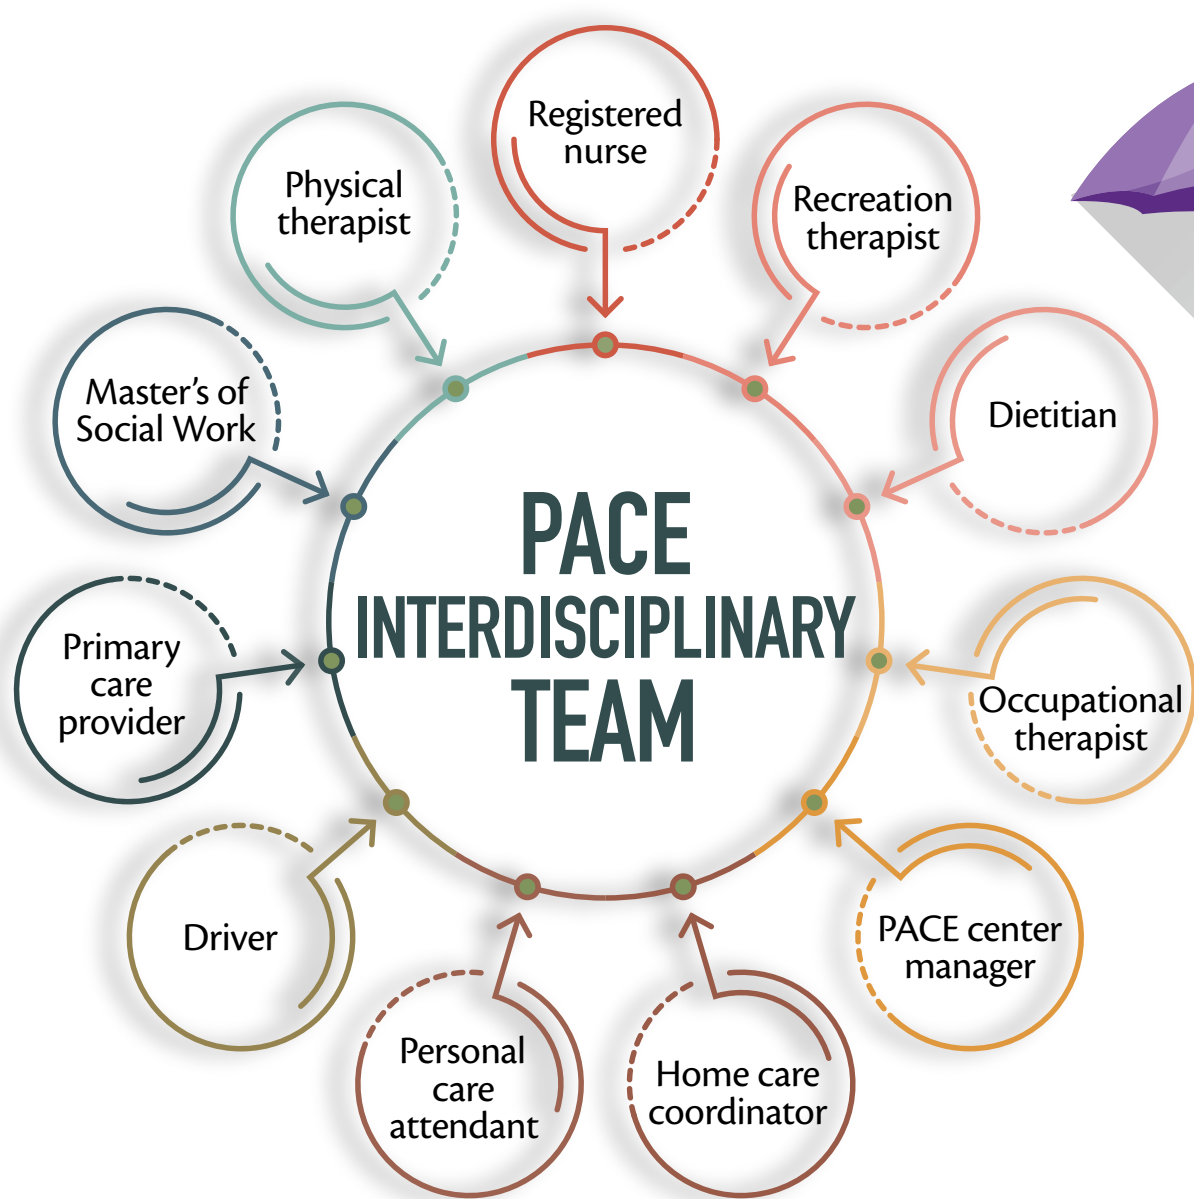 Registered
nurse
Recreation
therapist
Dietitian
Occupational
therapist
PACE center
manager
Home care
coordinator
Personal
care
attendant
Driver
Primary
care
provider
Master's of
Social Work
Physical
therapist
PACE
INTERDISCIPLINARY
TEAM